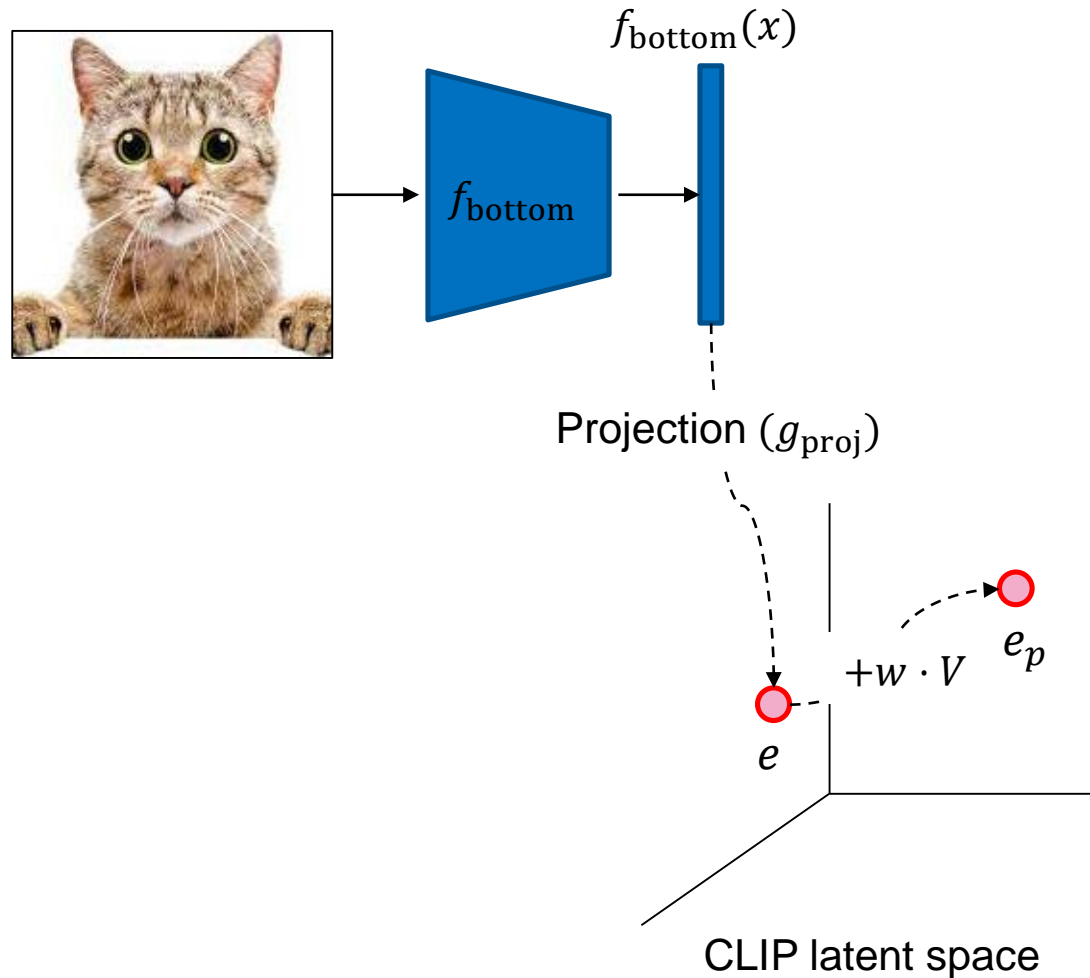 f_bottom(x)
f_bottom
Projection (g_proj)
+w · V
e_p
e
CLIP latent space